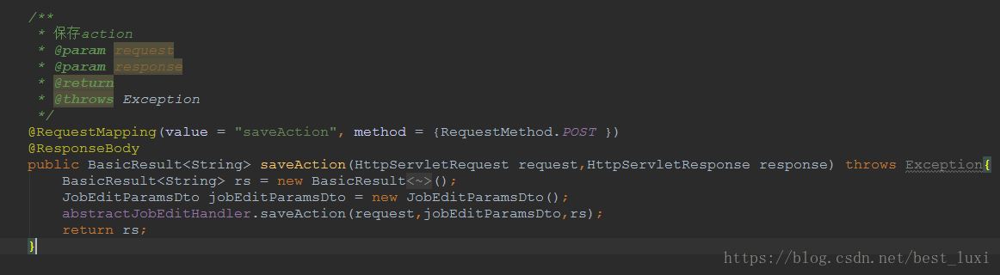 /**
 * 保存action
 * @param request
 * @param response
 * @return
 * @throws Exception
 */
@RequestMapping(value = "saveAction", method = {RequestMethod.POST })
@ResponseBody
public BasicResult<String> saveAction(HttpServletRequest request,HttpServletResponse response) throws Exception{
    BasicResult<String> rs = new BasicResult<~>();
    JobEditParamsDto jobEditParamsDto = new JobEditParamsDto();
    abstractJobEditHandler.saveAction(request,jobEditParamsDto,rs);
    return rs;
}
https://blog.csdn.net/best_luxi